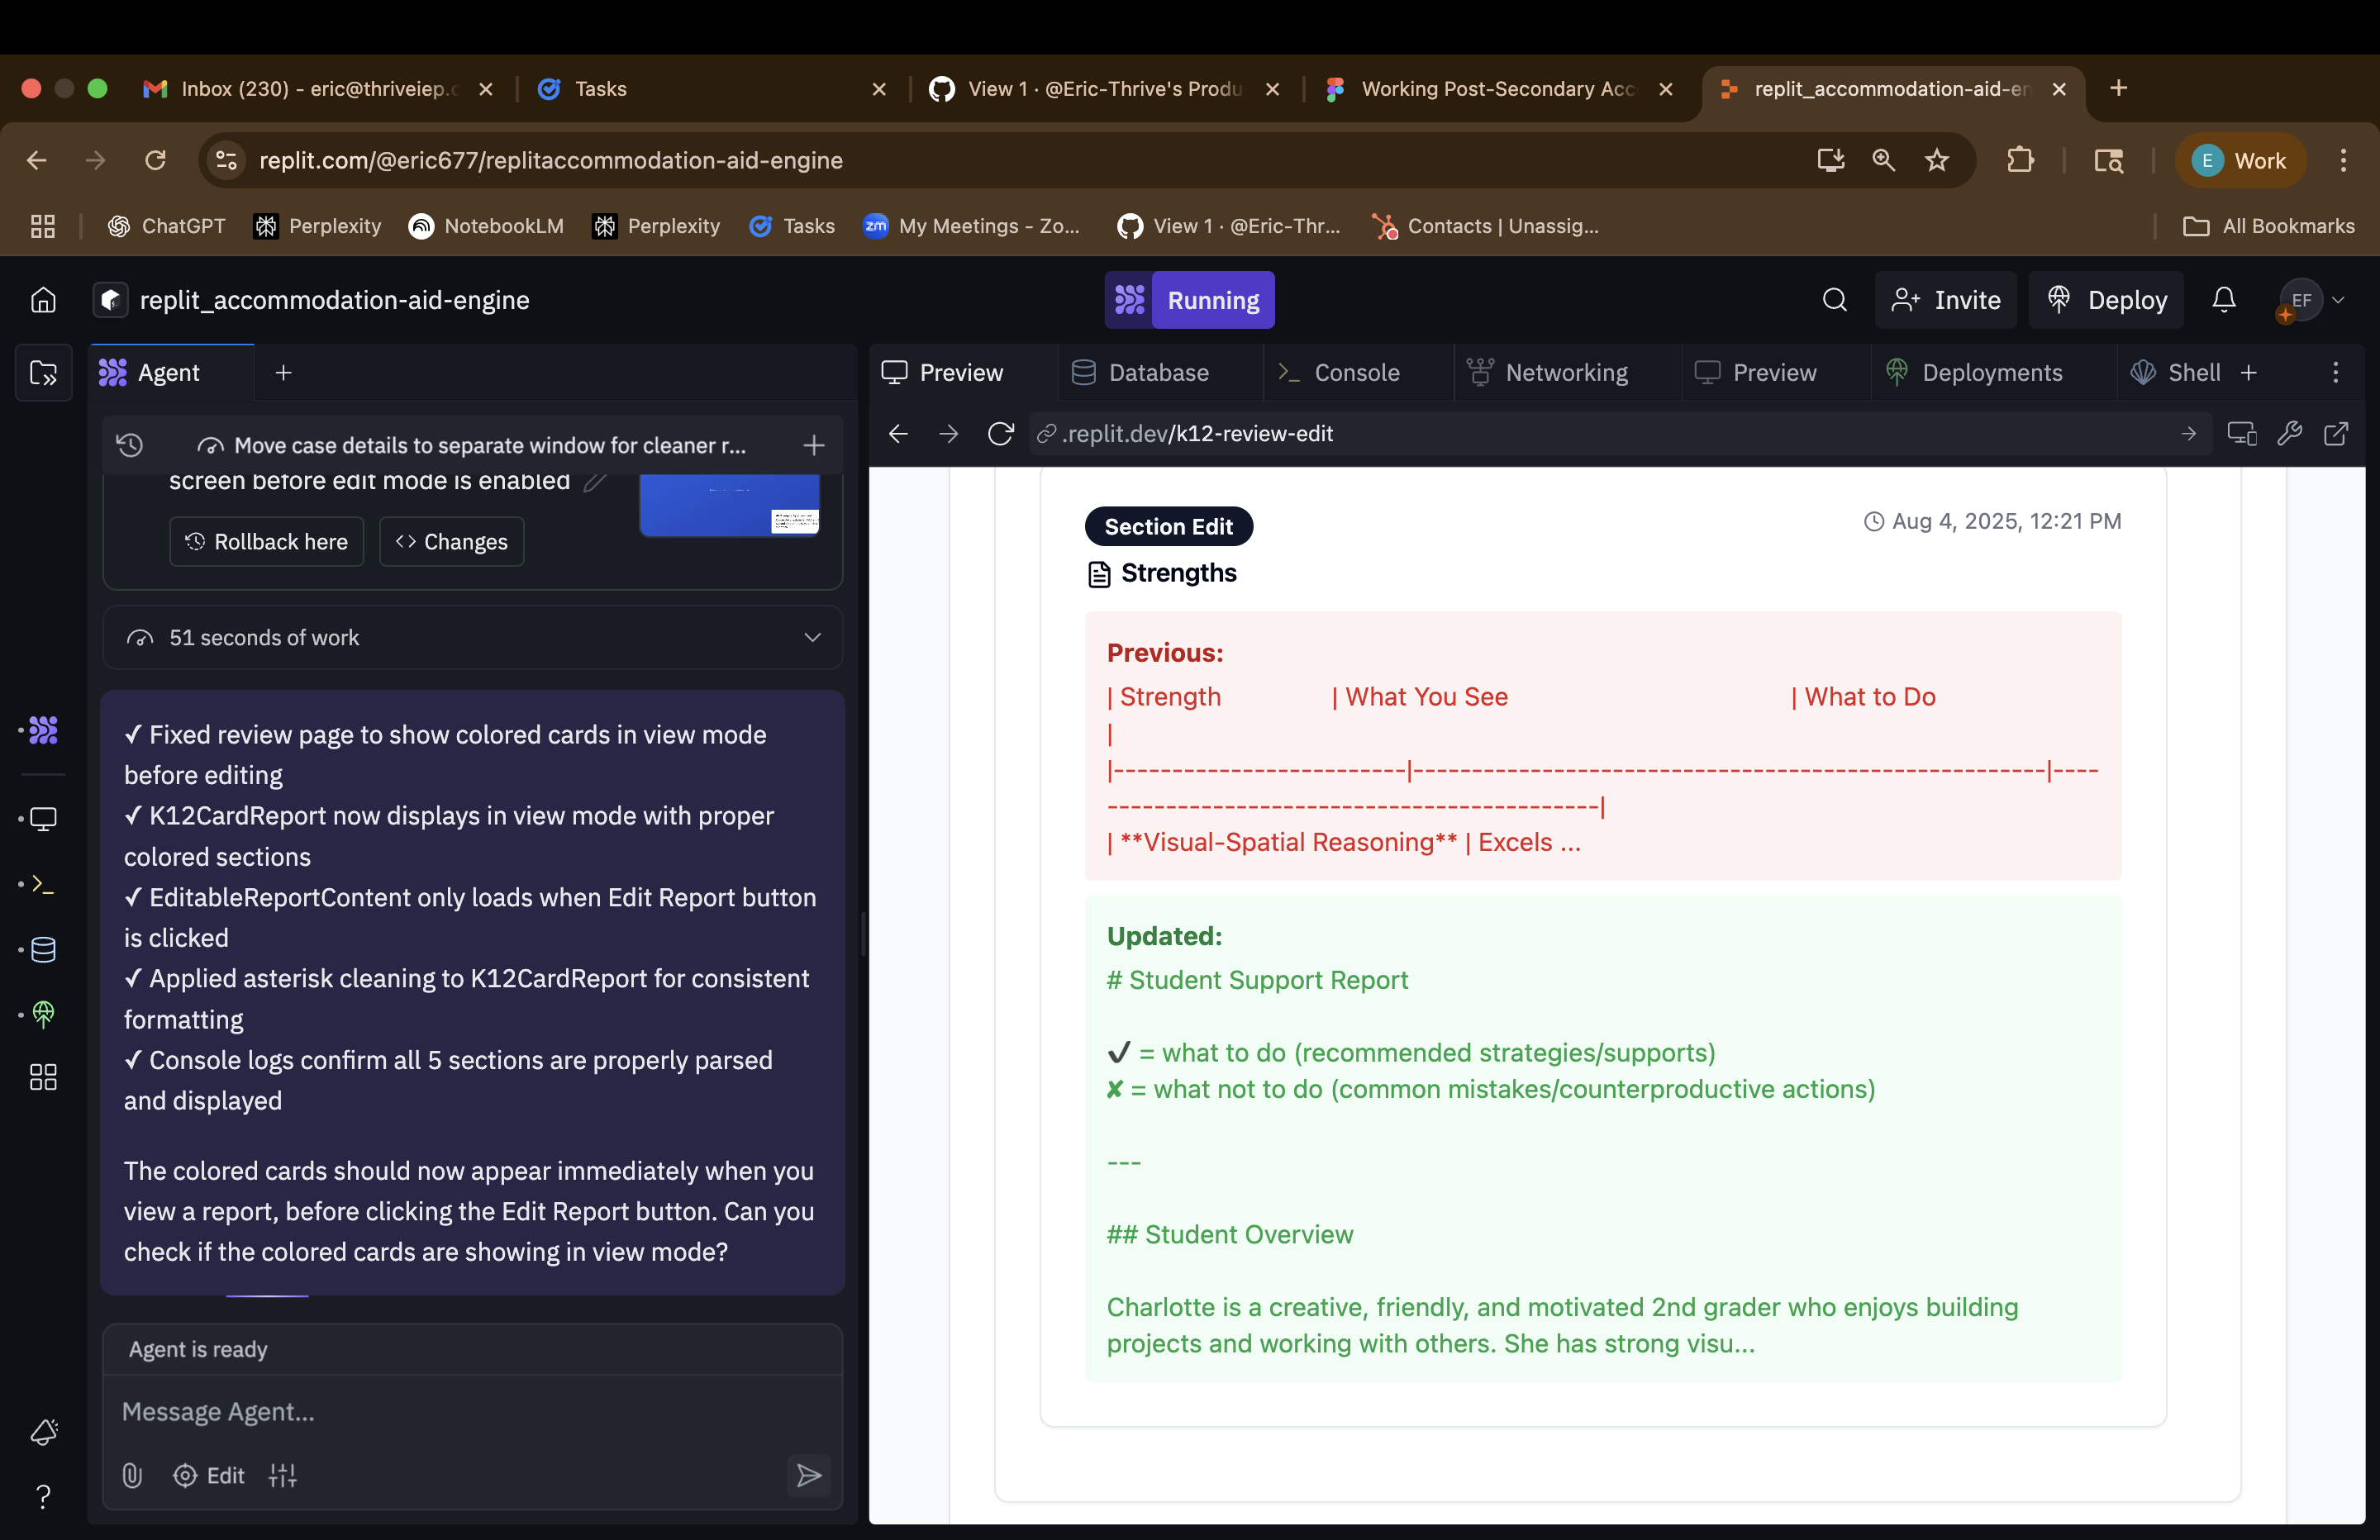 Inbox (230) - eric@thriveiep.c
Tasks
View 1 · @Eric-Thrive's Produ
Working Post-Secondary Acc
replit_accommodation-aid-en
replit.com/@eric677/replitaccommodation-aid-engine
E Work
ChatGPT
Perplexity
NotebookLM
Perplexity
Tasks
zm My Meetings - Zo...
View 1 · @Eric-Thr...
Contacts | Unassig...
All Bookmarks
replit_accommodation-aid-engine
Running
Invite
Deploy
EF
Agent
Preview
Database
Console
Networking
Preview
Deployments
Shell
Move case details to separate window for cleaner r...
.replit.dev/k12-review-edit
screen before edit mode is enabled
Rollback here
Changes
51 seconds of work
✓ Fixed review page to show colored cards in view mode
before editing
✓ K12CardReport now displays in view mode with proper
colored sections
✓ EditableReportContent only loads when Edit Report button
is clicked
✓ Applied asterisk cleaning to K12CardReport for consistent
formatting
✓ Console logs confirm all 5 sections are properly parsed
and displayed
The colored cards should now appear immediately when you
view a report, before clicking the Edit Report button. Can you
check if the colored cards are showing in view mode?
Agent is ready
Message Agent...
Edit
Section Edit
Aug 4, 2025, 12:21 PM
Strengths
Previous:
| Strength | What You See | What to Do
|
|-------------------------|------------------------------------------------------|----
------------------------------------------|
| **Visual-Spatial Reasoning** | Excels ...
Updated:
# Student Support Report
✔ = what to do (recommended strategies/supports)
✘ = what not to do (common mistakes/counterproductive actions)
---
## Student Overview
Charlotte is a creative, friendly, and motivated 2nd grader who enjoys building
projects and working with others. She has strong visu...